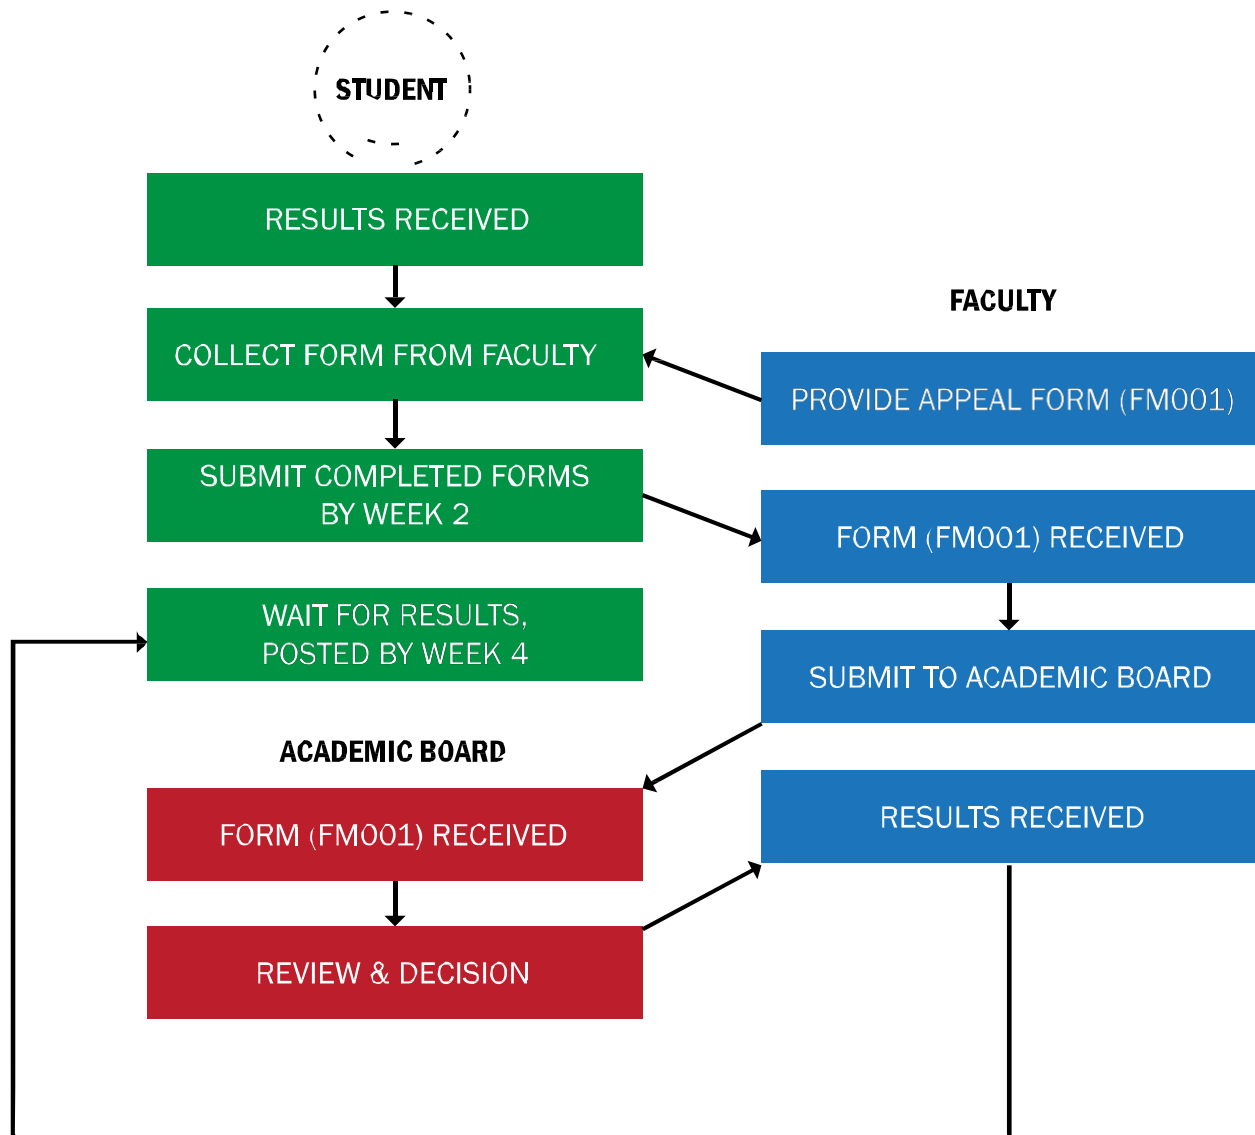 STUDENT
RESULTS RECEIVED
COLLECT FORM FROM FACULTY
SUBMIT COMPLETED FORMS
BY WEEK 2
WAIT FOR RESULTS,
POSTED BY WEEK 4
FACULTY
PROVIDE APPEAL FORM (FM001)
FORM (FM001) RECEIVED
SUBMIT TO ACADEMIC BOARD
RESULTS RECEIVED
ACADEMIC BOARD
FORM (FM001) RECEIVED
REVIEW & DECISION